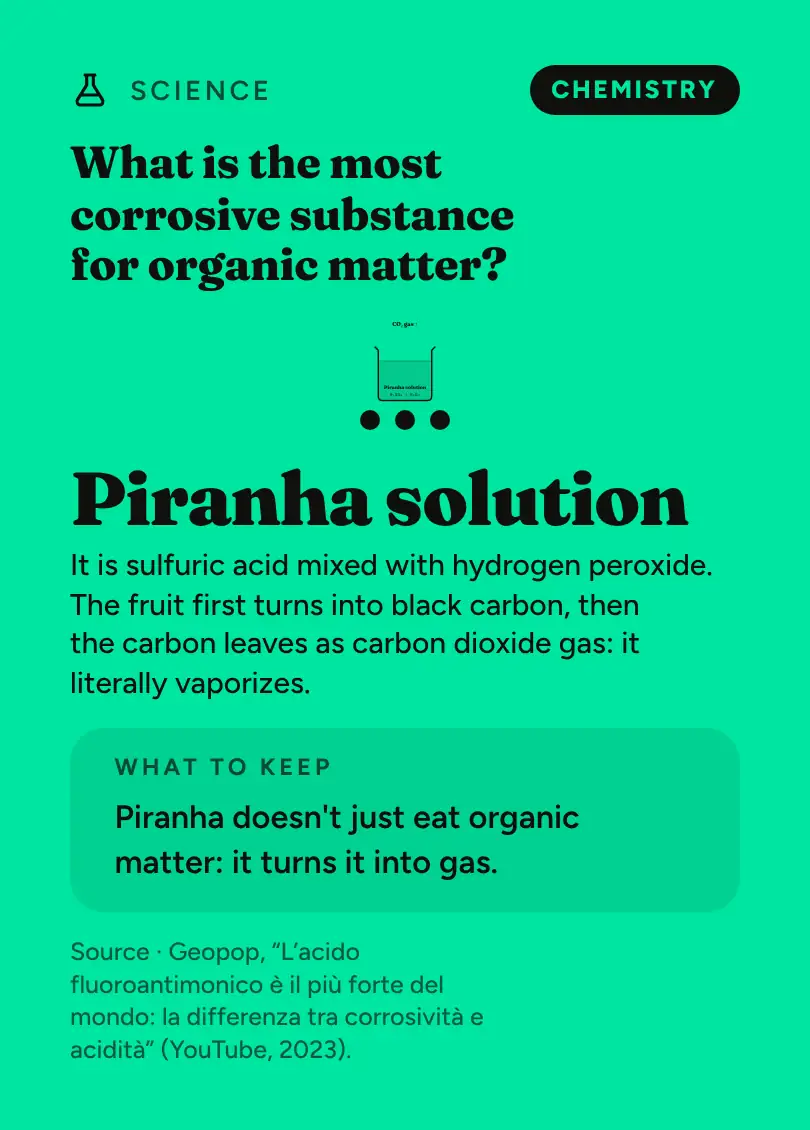 SCIENCE
CHEMISTRY
What is the most
corrosive substance
for organic matter?
CO₂ gas ↑
Piranha solution
Piranha solution
It is sulfuric acid mixed with hydrogen peroxide.
The fruit first turns into black carbon, then
the carbon leaves as carbon dioxide gas: it
literally vaporizes.
WHAT TO KEEP
Piranha doesn't just eat organic
matter: it turns it into gas.
Source · Geopop, “L’acido
fluoroantimonico è il più forte del
mondo: la differenza tra corrosività e
acidità” (YouTube, 2023).